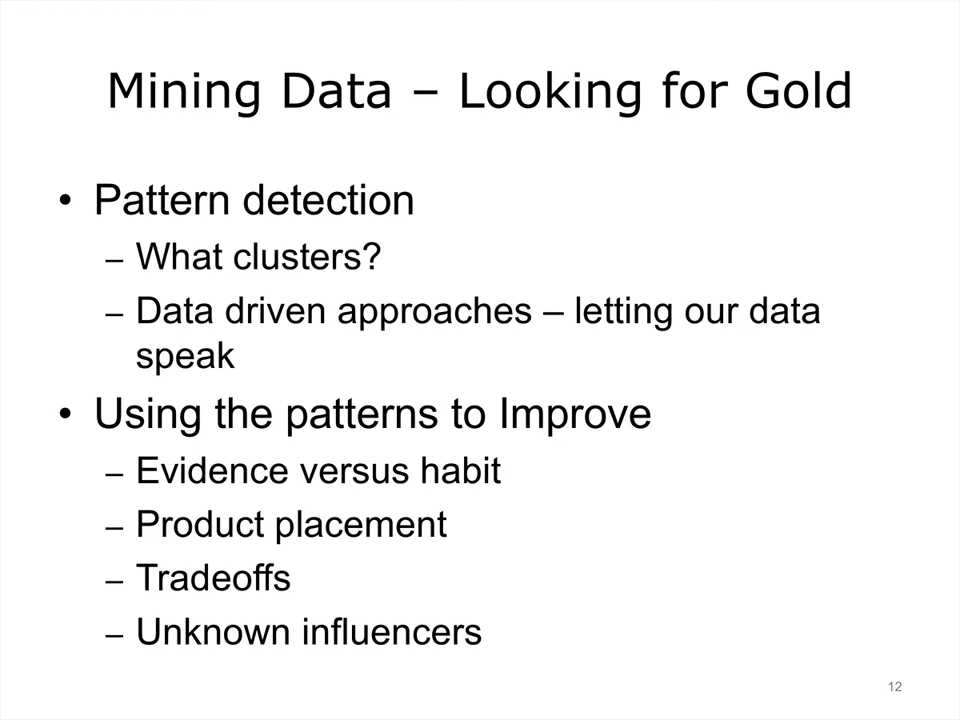 Mining Data – Looking for Gold
• Pattern detection
– What clusters?
– Data driven approaches – letting our data
speak
• Using the patterns to Improve
– Evidence versus habit
– Product placement
– Tradeoffs
– Unknown influencers
12